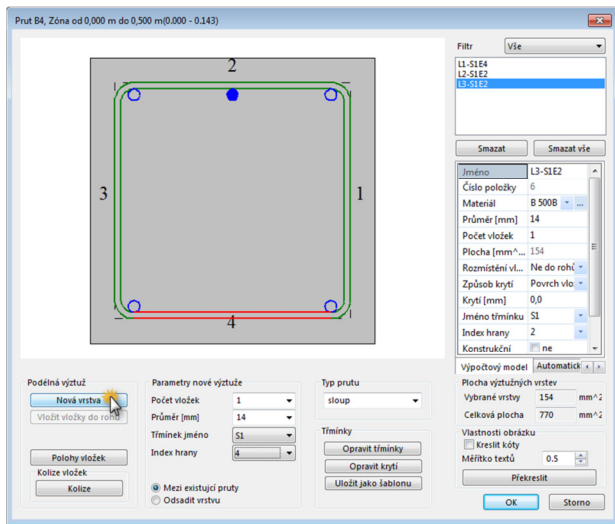 Prut B4, Zóna od 0,000 m do 0,500 m(0.000 - 0.143)
2
3
1
4
Filtr Vše
L1-S1E4
L2-S1E2
L3-S1E2
Smazat Smazat vše
Jméno L3-S1E2
Číslo položky 6
Materiál B 500B ...
Průměr [mm] 14
Počet vložek 1
Plocha [mm^... 154
Rozmístění vl... Ne do rohů
Způsob krytí Povrch vlo:
Krytí [mm] 0,0
Jméno třmínku S1
Index hrany 2
Konstrukční ne
Výpočtový model Automatick
Podélná výztuž
Nová vrstva
Vložit vložky do rohů
Polohy vložek
Kolize vložek
Kolize
Parametry nové výztuže
Počet vložek 1
Průměr [mm] 14
Třmínek jméno S1
Index hrany 4
Mezi existující pruty
Odsadit vrstvu
Typ prutu
sloup
Třmínky
Opravit třmínky
Opravit krytí
Uložit jako šablonu
Plocha výztužných vrstev
Vybrané vrstvy 154 mm^2
Celková plocha 770 mm^2
Vlastnosti obrázku
Kreslit kóty
Měřítko textů 0.5
Překreslit
OK Storno